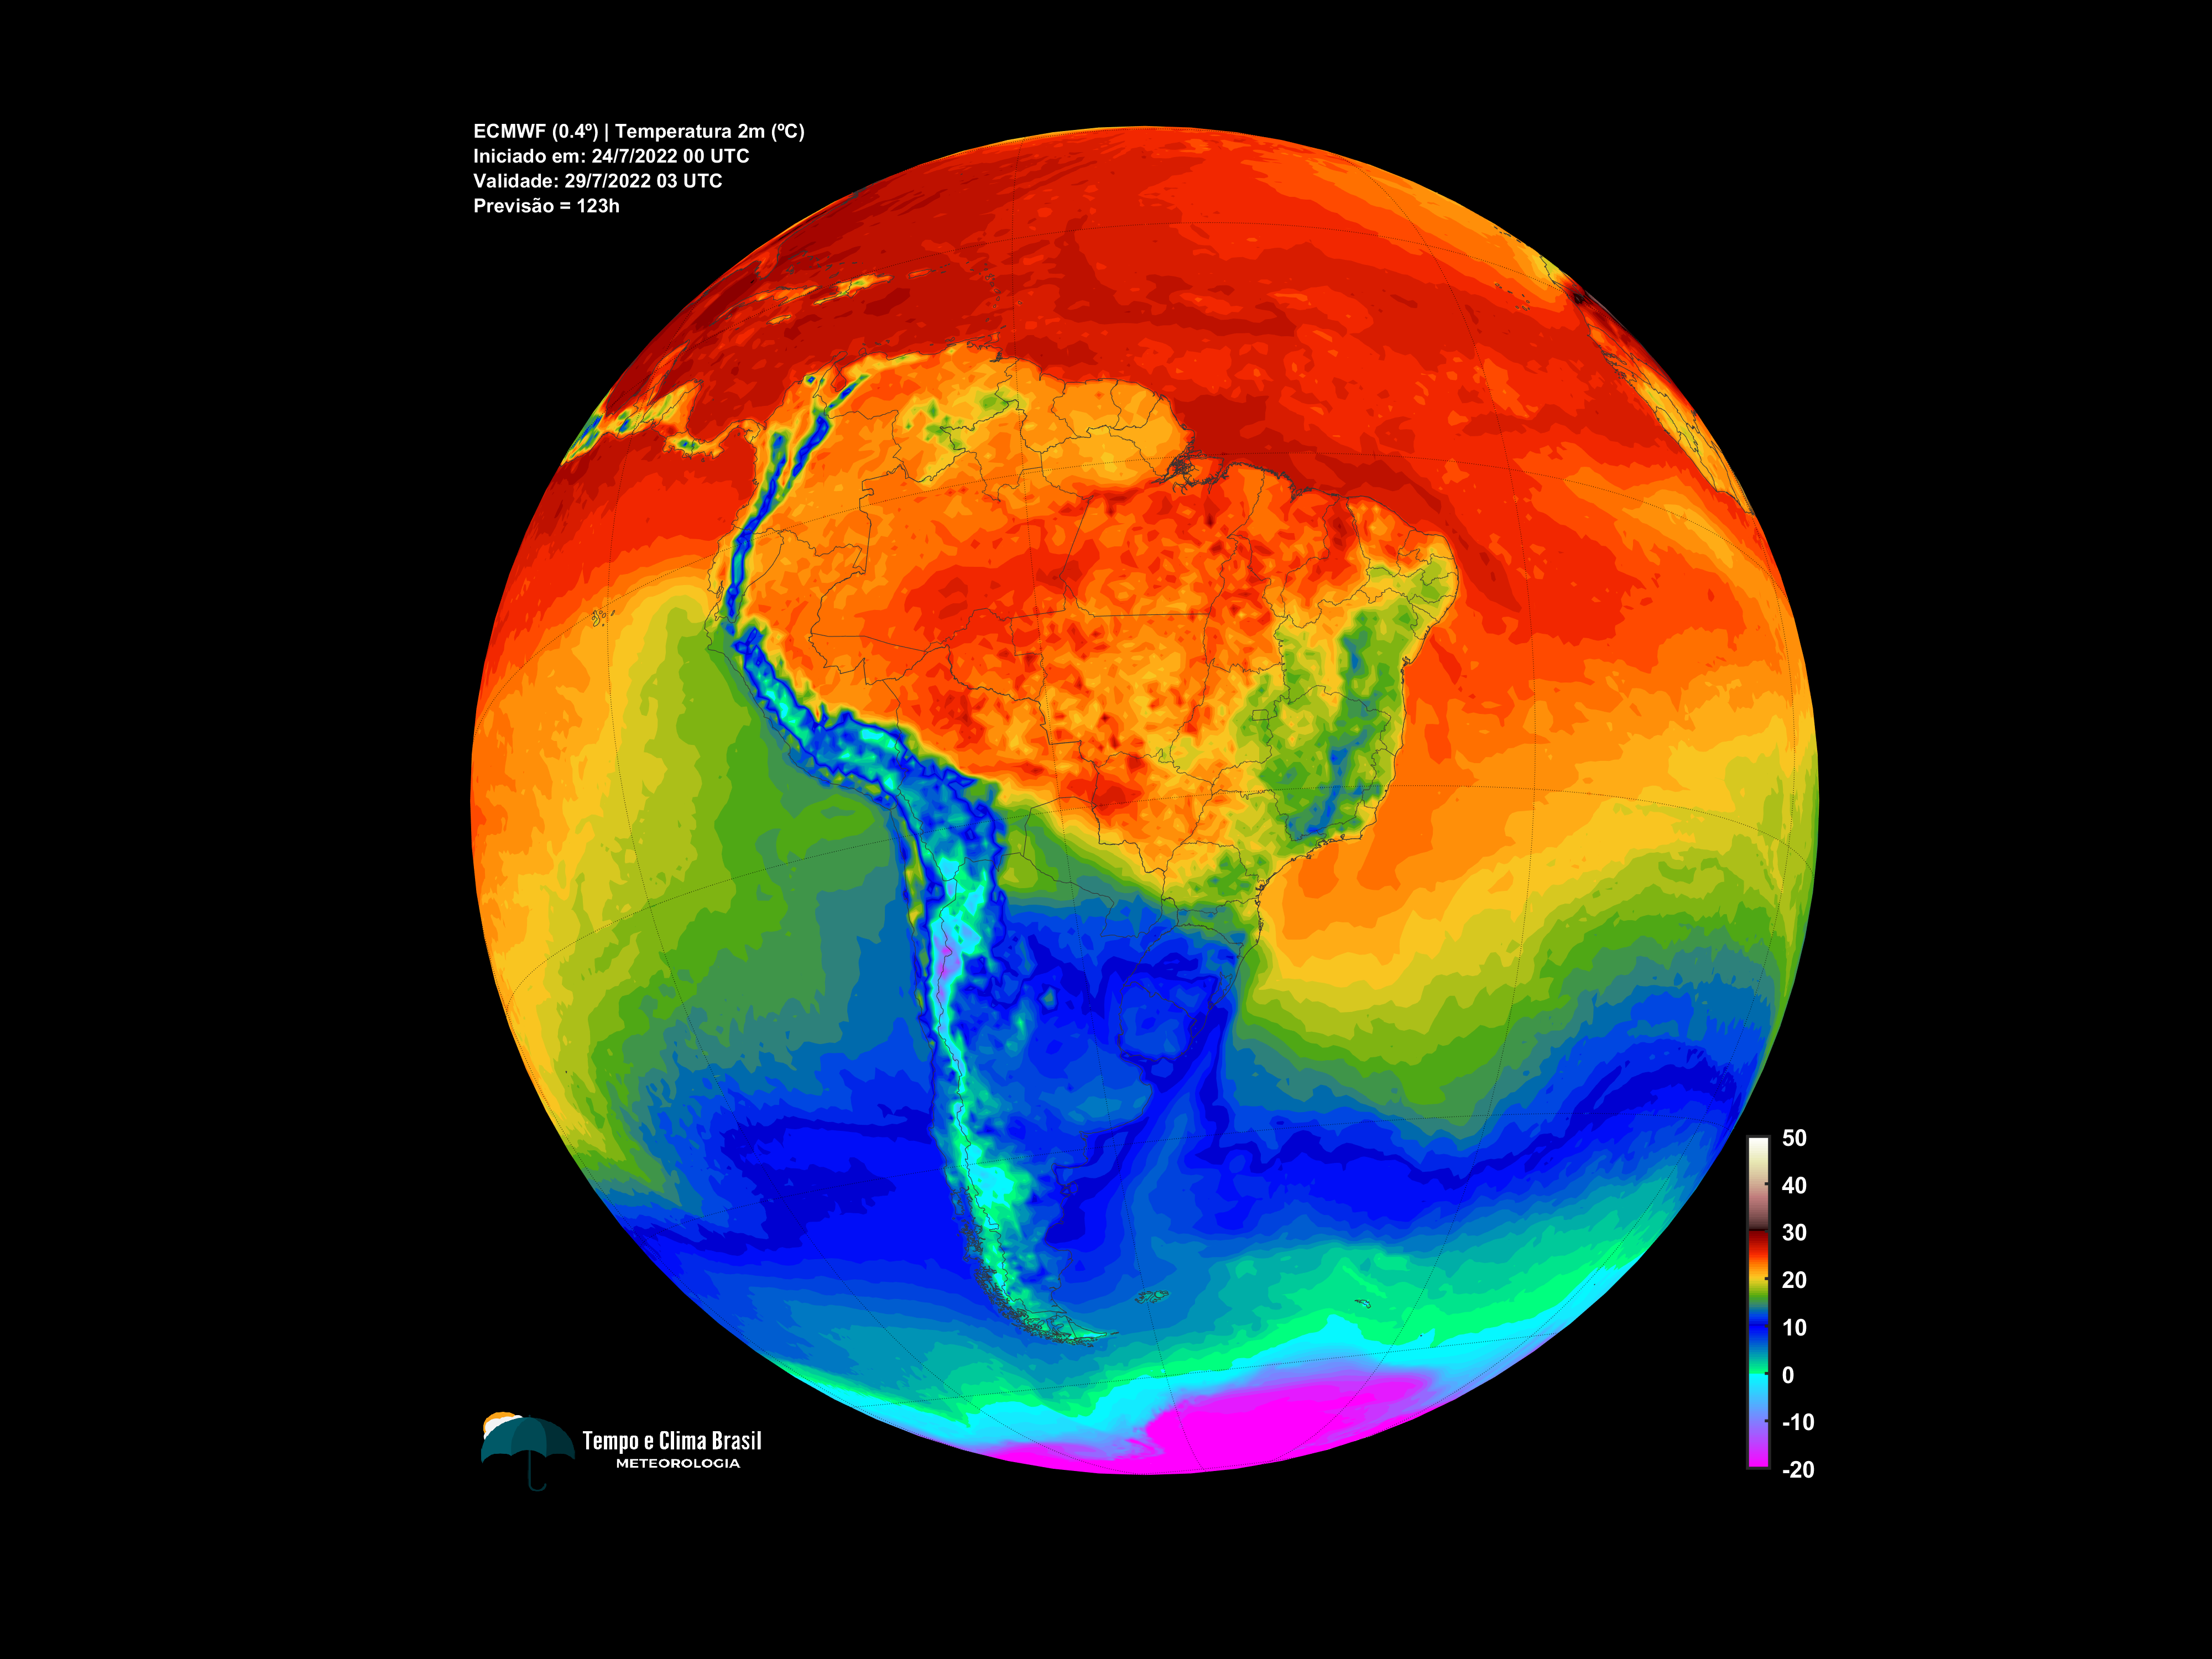 ECMWF (0.4º) | Temperatura 2m (ºC)
Iniciado em: 24/7/2022 00 UTC
Validade: 29/7/2022 03 UTC
Previsão = 123h
50
40
30
20
10
0
-10
-20
Tempo e Clima Brasil
METEOROLOGIA